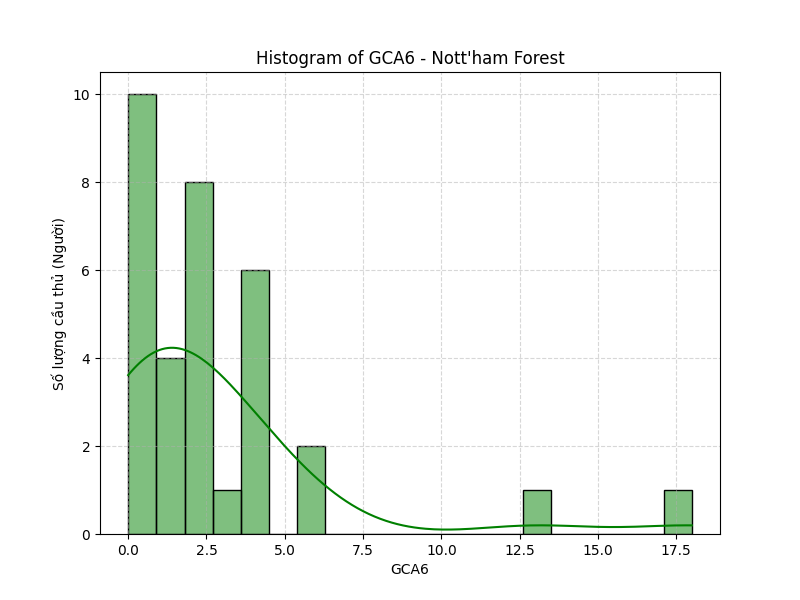 Histogram of GCA6 - Nott'ham Forest
Số lượng cầu thủ (Người)
10
8
6
4
2
0
0.0 2.5 5.0 7.5 10.0 12.5 15.0 17.5
GCA6